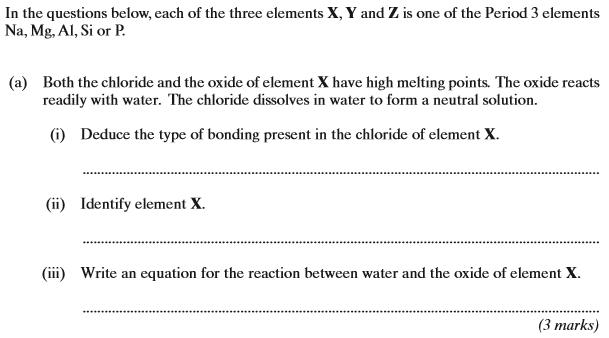 In the questions below, each of the three elements X, Y and Z is one of the Period 3 elements
Na, Mg, Al, Si or P.
(a) Both the chloride and the oxide of element X have high melting points. The oxide reacts
readily with water. The chloride dissolves in water to form a neutral solution.
(i) Deduce the type of bonding present in the chloride of element X.
(ii) Identify element X.
(iii) Write an equation for the reaction between water and the oxide of element X.
(3 marks)